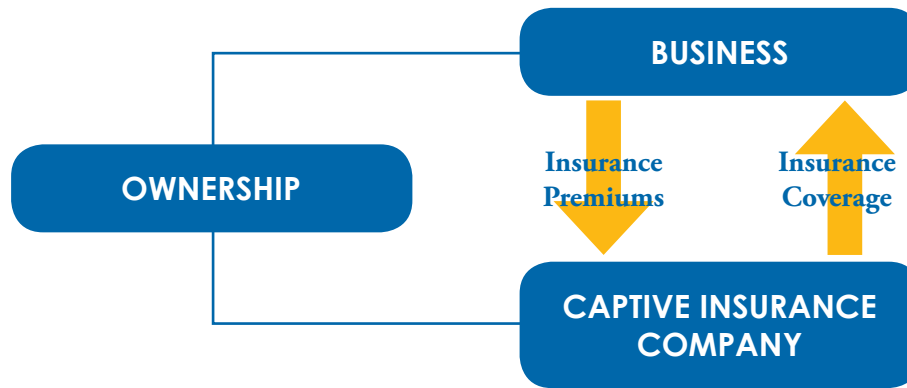 BUSINESS
OWNERSHIP
Insurance
Premiums
Insurance
Coverage
CAPTIVE INSURANCE
COMPANY